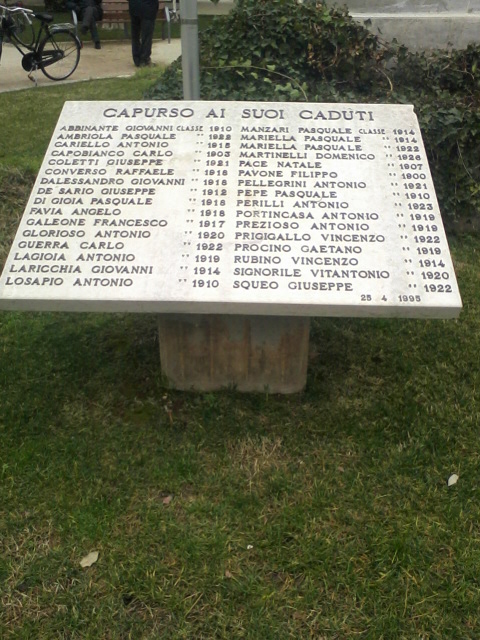 CAPURSO AI SUOI CADUTI
ABBINANTE GIOVANNI CLASSE 1910
AMBRIOLA PASQUALE " 1922
CARIELLO ANTONIO " 1915
CAPOBIANCO CARLO " 1903
COLETTI GIUSEPPE " 1921
CONVERSO RAFFAELE " 1918
DALESSANDRO GIOVANNI " 1918
DE SARIO GIUSEPPE " 1912
DI GIOIA PASQUALE " 1918
FAVIA ANGELO " 1918
GALEONE FRANCESCO " 1917
GLORIOSO ANTONIO " 1920
GUERRA CARLO " 1922
LAGIOIA ANTONIO " 1919
LARICCHIA GIOVANNI " 1914
LOSAPIO ANTONIO " 1910
MANZARI PASQUALE CLASSE 1914
MARIELLA PASQUALE " 1914
MARIELLA PASQUALE " 1922
MARTINELLI DOMENICO " 1926
PACE NATALE " 1907
PAVONE FILIPPO " 1900
PELLEGRINI ANTONIO " 1921
PEPE PASQUALE " 1910
PERILLI ANTONIO " 1923
PORTINCASA ANTONIO " 1919
PREZIOSO ANTONIO " 1919
PRIGIGALLO VINCENZO " 1922
PROCINO GAETANO " 1919
RUBINO VINCENZO " 1914
SIGNORILE VITANTONIO " 1920
SQUEO GIUSEPPE " 1922
25 4 1995